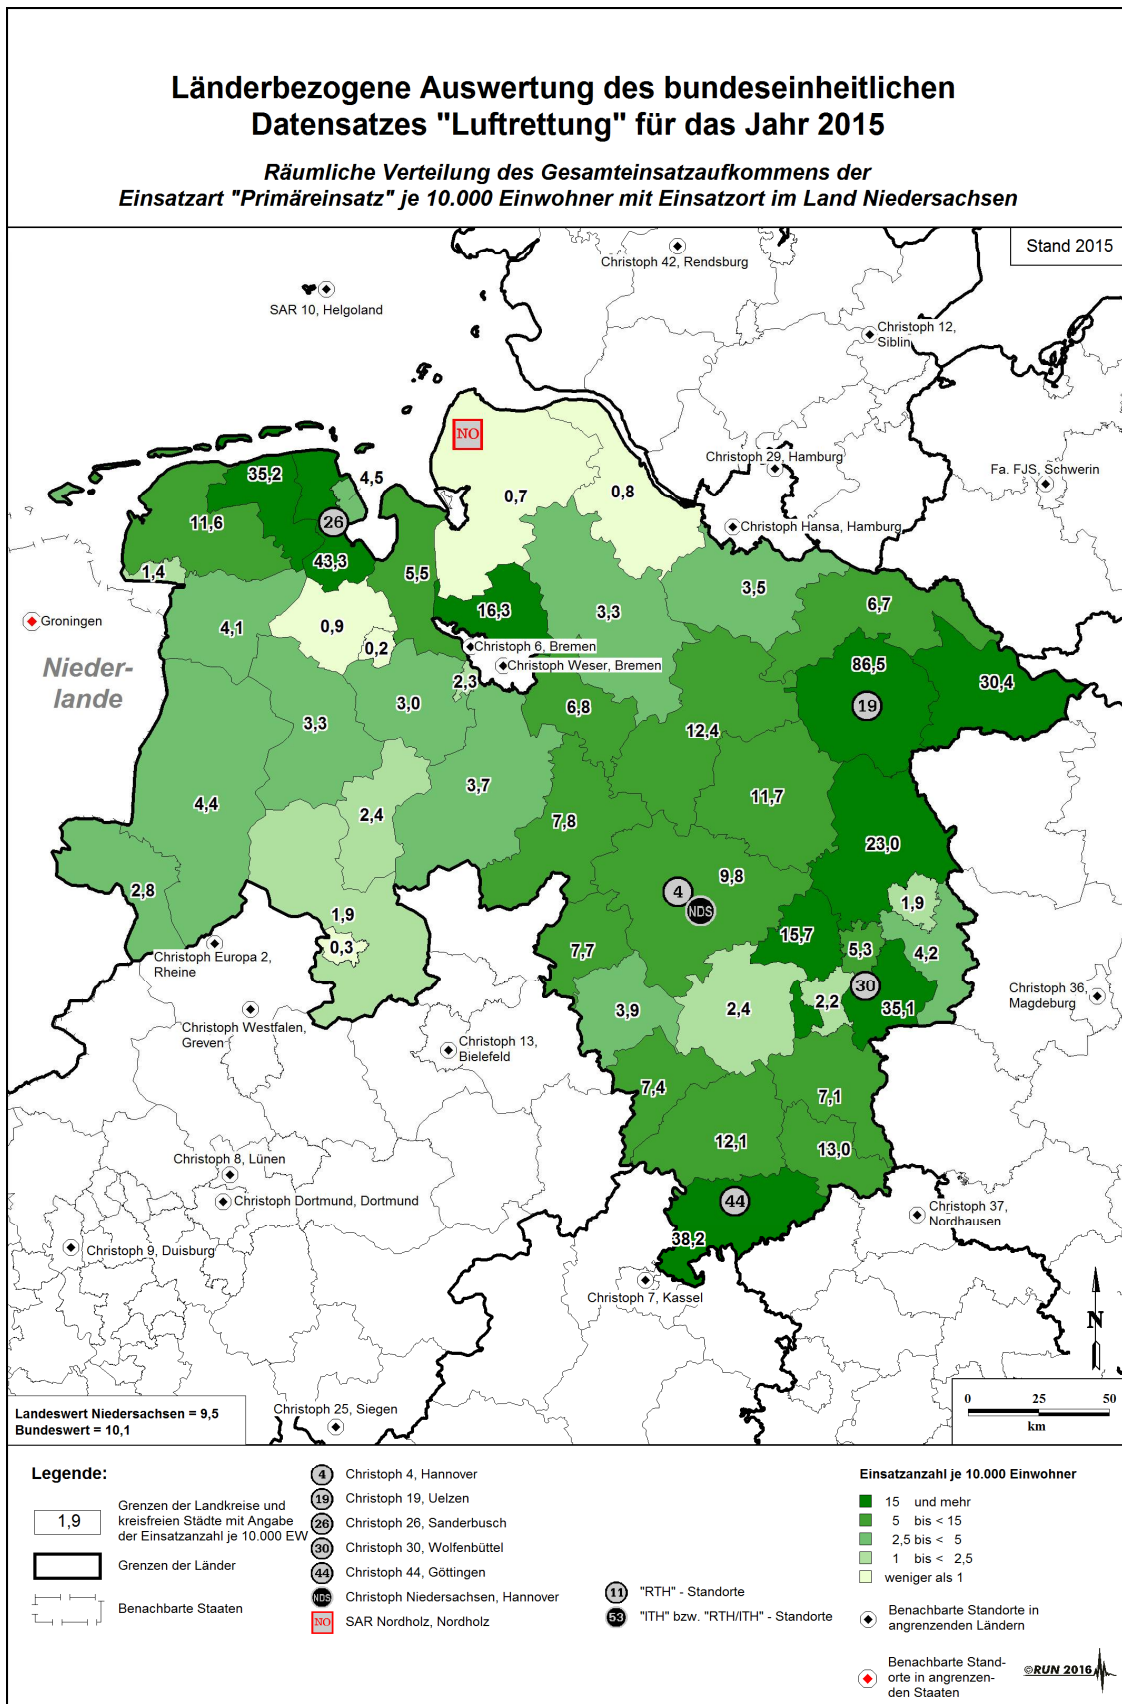 Länderbezogene Auswertung des bundeseinheitlichen
Datensatzes "Luftrettung" für das Jahr 2015
Räumliche Verteilung des Gesamteinsatzaufkommens der
Einsatzart "Primäreinsatz" je 10.000 Einwohner mit Einsatzort im Land Niedersachsen
Stand 2015
Christoph 42, Rendsburg
SAR 10, Helgoland
Christoph 12,
Siblin
NO
Christoph 29, Hamburg
Fa. FJS, Schwerin
35,2
4,5
0,7
0,8
11,6
26
Christoph Hansa, Hamburg
43,3
1,4
5,5
3,5
16,3
3,3
6,7
Groningen
4,1
0,9
0,2
Christoph 6, Bremen
Christoph Weser, Bremen
86,5
Nieder-
lande
2,3
30,4
3,0
6,8
19
3,3
12,4
3,7
11,7
4,4
2,4
7,8
23,0
9,8
2,8
4
1,9
NDS
1,9
15,7
0,3
7,7
5,3
4,2
Christoph Europa 2,
Rheine
30
Christoph 36,
Magdeburg
3,9
2,4
2,2
35,1
Christoph Westfalen,
Greven
Christoph 13,
Bielefeld
7,4
7,1
12,1
13,0
Christoph 8, Lünen
Christoph Dortmund, Dortmund
44
Christoph 37,
Nordhausen
38,2
Christoph 9, Duisburg
Christoph 7, Kassel
N
0 25 50
km
Christoph 25, Siegen
Landeswert Niedersachsen = 9,5
Bundeswert = 10,1
Legende:
1,9
Grenzen der Landkreise und
kreisfreien Städte mit Angabe
der Einsatzanzahl je 10.000 EW
Grenzen der Länder
Benachbarte Staaten
4 Christoph 4, Hannover
19 Christoph 19, Uelzen
26 Christoph 26, Sanderbusch
30 Christoph 30, Wolfenbüttel
44 Christoph 44, Göttingen
NDS Christoph Niedersachsen, Hannover
NO SAR Nordholz, Nordholz
11 "RTH" - Standorte
53 "ITH" bzw. "RTH/ITH" - Standorte
Einsatzanzahl je 10.000 Einwohner
15 und mehr
5 bis < 15
2,5 bis < 5
1 bis < 2,5
weniger als 1
Benachbarte Standorte in
angrenzenden Ländern
Benachbarte Stand-
orte in angrenzen-
den Staaten
©RUN 2016